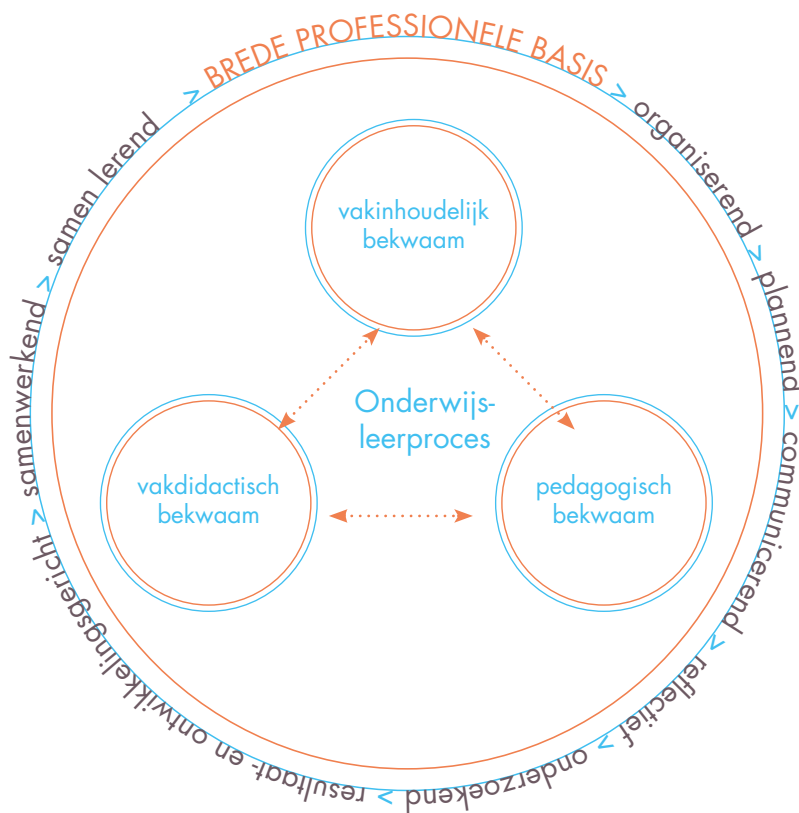 > BREDE PROFESSIONELE BASIS > organiserend > plannend > communicerend > reflectief > onderzoekend > resultaat- en ontwikkelingsgericht > samenwerkend > samen lerend
vakinhoudelijk
bekwaam
Onderwijs-
leerproces
vakdidactisch
bekwaam
pedagogisch
bekwaam